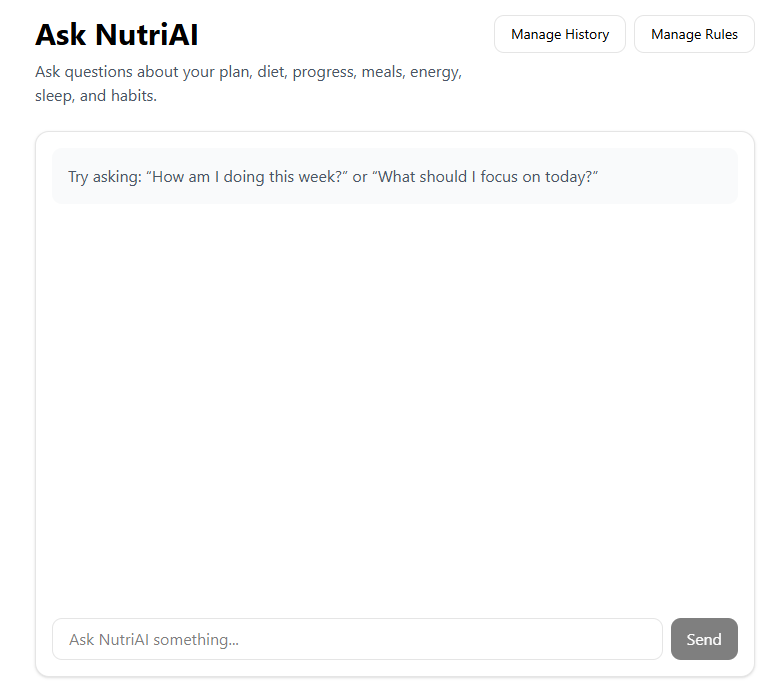 Ask NutriAI
Manage History
Manage Rules
Ask questions about your plan, diet, progress, meals, energy,
sleep, and habits.
Try asking: “How am I doing this week?” or “What should I focus on today?”
Ask NutriAI something...
Send